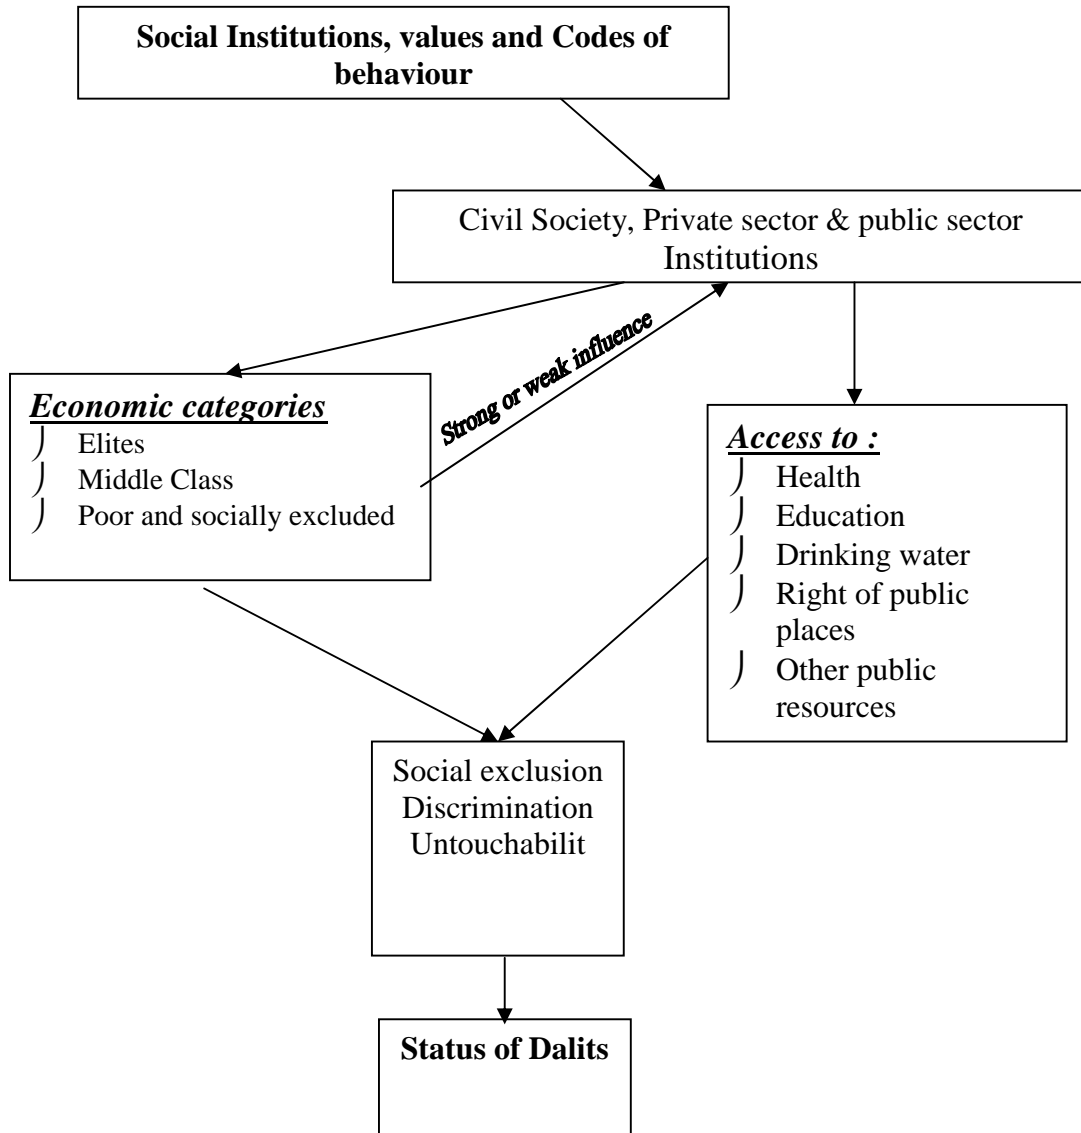 Social Institutions, values and Codes of
behaviour
Civil Society, Private sector & public sector
Institutions
Strong or weak influence
Economic categories
Elites
Middle Class
Poor and socially excluded
Access to :
Health
Education
Drinking water
Right of public
places
Other public
resources
Social exclusion
Discrimination
Untouchabilit
Status of Dalits